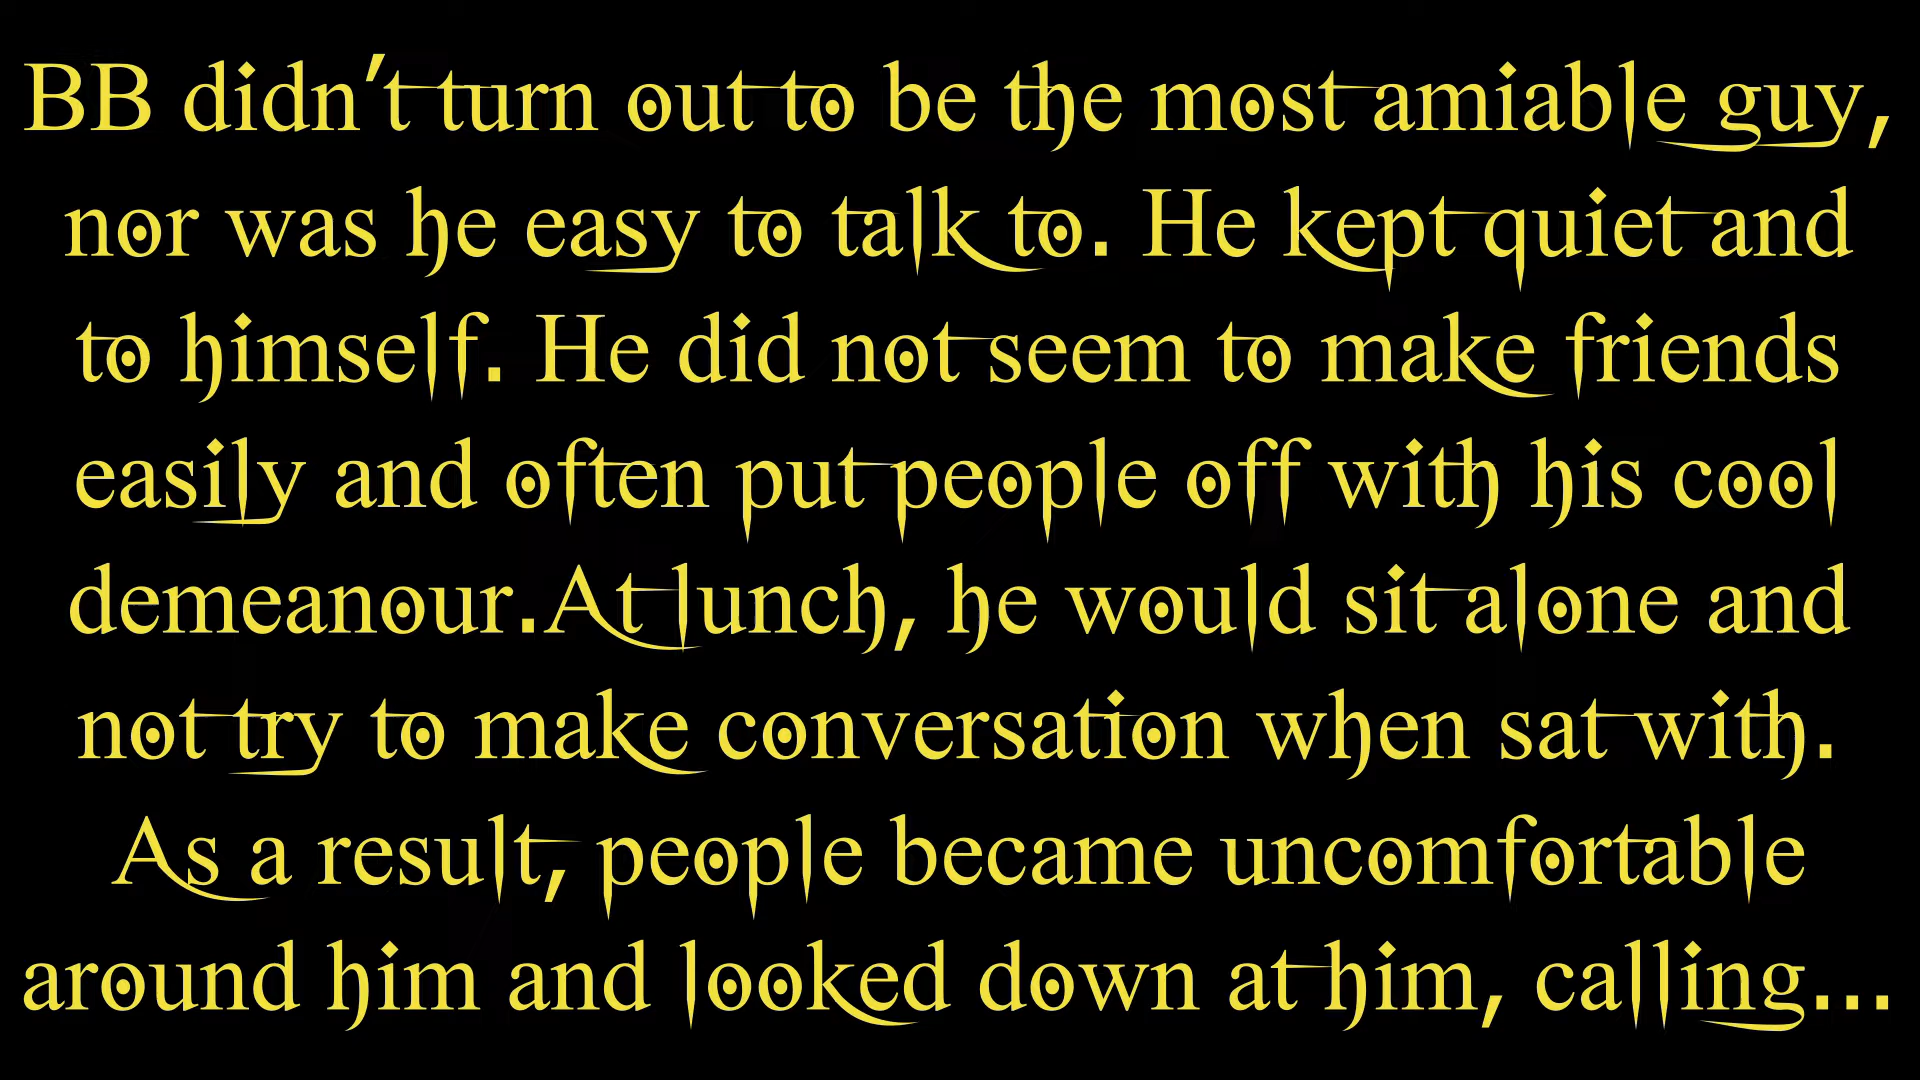 BB didn't turn out to be the most amiable guy,
nor was he easy to talk to. He kept quiet and
to himself. He did not seem to make friends
easily and often put people off with his cool
demeanour.At lunch, he would sit alone and
not try to make conversation when sat with.
As a result, people became uncomfortable
around him and looked down at him, calling...